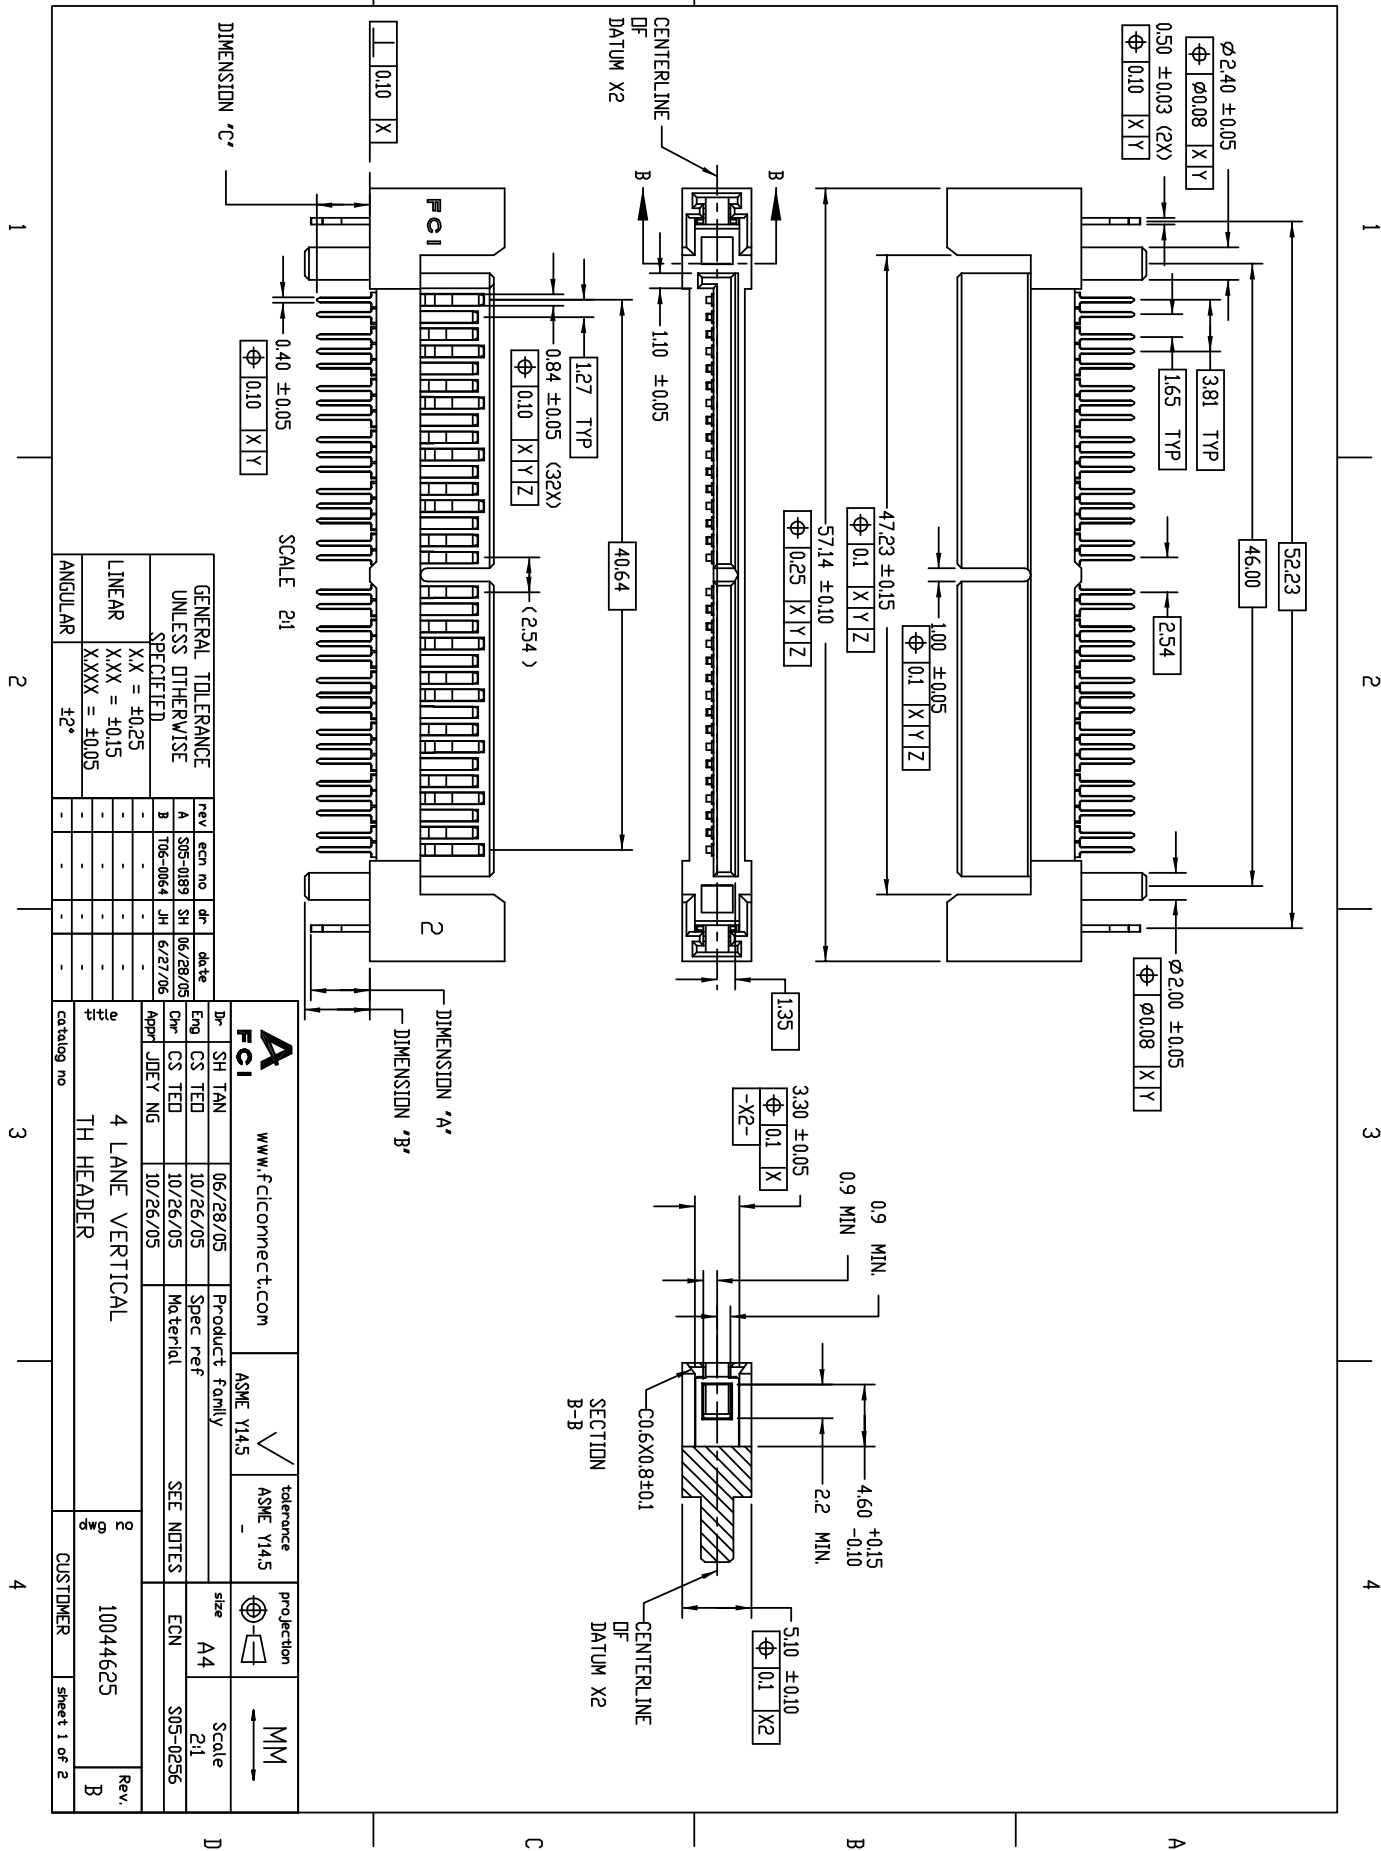 1
2
3
4
1
2
3
4
A
B
C
D
Ø2.40 ±0.05
⌖ Ø0.08 X Y
0.50 ±0.03 (2X)
⌖ 0.10 X Y
52.23
46.00
3.81 TYP
1.65 TYP
2.54
Ø2.00 ±0.05
⌖ Ø0.08 X Y
1.00 ±0.05
⌖ 0.1 X Y Z
47.23 ±0.15
⌖ 0.1 X Y Z
57.14 ±0.10
⌖ 0.25 X Y Z
B
B
CENTERLINE
OF
DATUM X2
1.10 ±0.05
1.35
40.64
1.27 TYP
0.84 ±0.05 (32X)
⌖ 0.10 X Y Z
(2.54)
FCI
2
⊥ 0.10 X
DIMENSION "C"
0.40 ±0.05
⌖ 0.10 X Y
SCALE 2:1
DIMENSION "A"
DIMENSION "B"
3.30 ±0.05
⌖ 0.1 X
-X2-
0.9 MIN.
0.9 MIN
4.60 +0.15
-0.10
2.2 MIN.
5.10 ±0.10
⌖ 0.1 X2
C0.6X0.8±0.1
SECTION
B-B
CENTERLINE
OF
DATUM X2
GENERAL TOLERANCE
UNLESS OTHERWISE
SPECIFIED
LINEAR
X.X = ±0.25
X.XX = ±0.15
X.XXX = ±0.05
ANGULAR ±2°
rev ecn no dr date
A S05-0189 SH 06/28/05
B T06-0064 JH 6/27/06
- - - -
- - - -
- - - -
- - - -
FCI
www.fciconnect.com
ASME Y14.5
tolerance
ASME Y14.5
-
projection
MM
Dr SH TAN 06/28/05
Eng CS TEO 10/26/05
Chr CS TEO 10/26/05
Appr JOEY NG 10/26/05
Product family
Spec ref
Material SEE NOTES
size A4
Scale
2:1
ECN S05-0256
title
4 LANE VERTICAL
TH HEADER
dwg no
10044625
Rev.
B
catalog no
CUSTOMER
sheet 1 of 2